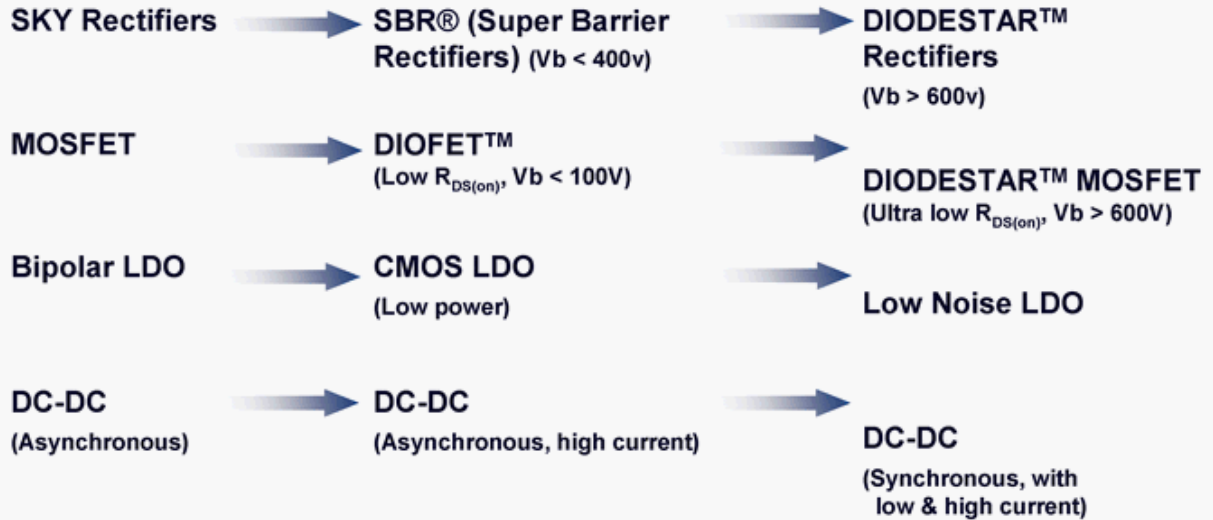 SKY Rectifiers
SBR® (Super Barrier
Rectifiers) (Vb < 400v)
DIODESTAR™
Rectifiers
(Vb > 600v)
MOSFET
DIOFET™
(Low RDS(on), Vb < 100V)
DIODESTAR™ MOSFET
(Ultra low RDS(on), Vb > 600V)
Bipolar LDO
CMOS LDO
(Low power)
Low Noise LDO
DC-DC
(Asynchronous)
DC-DC
(Asynchronous, high current)
DC-DC
(Synchronous, with
low & high current)